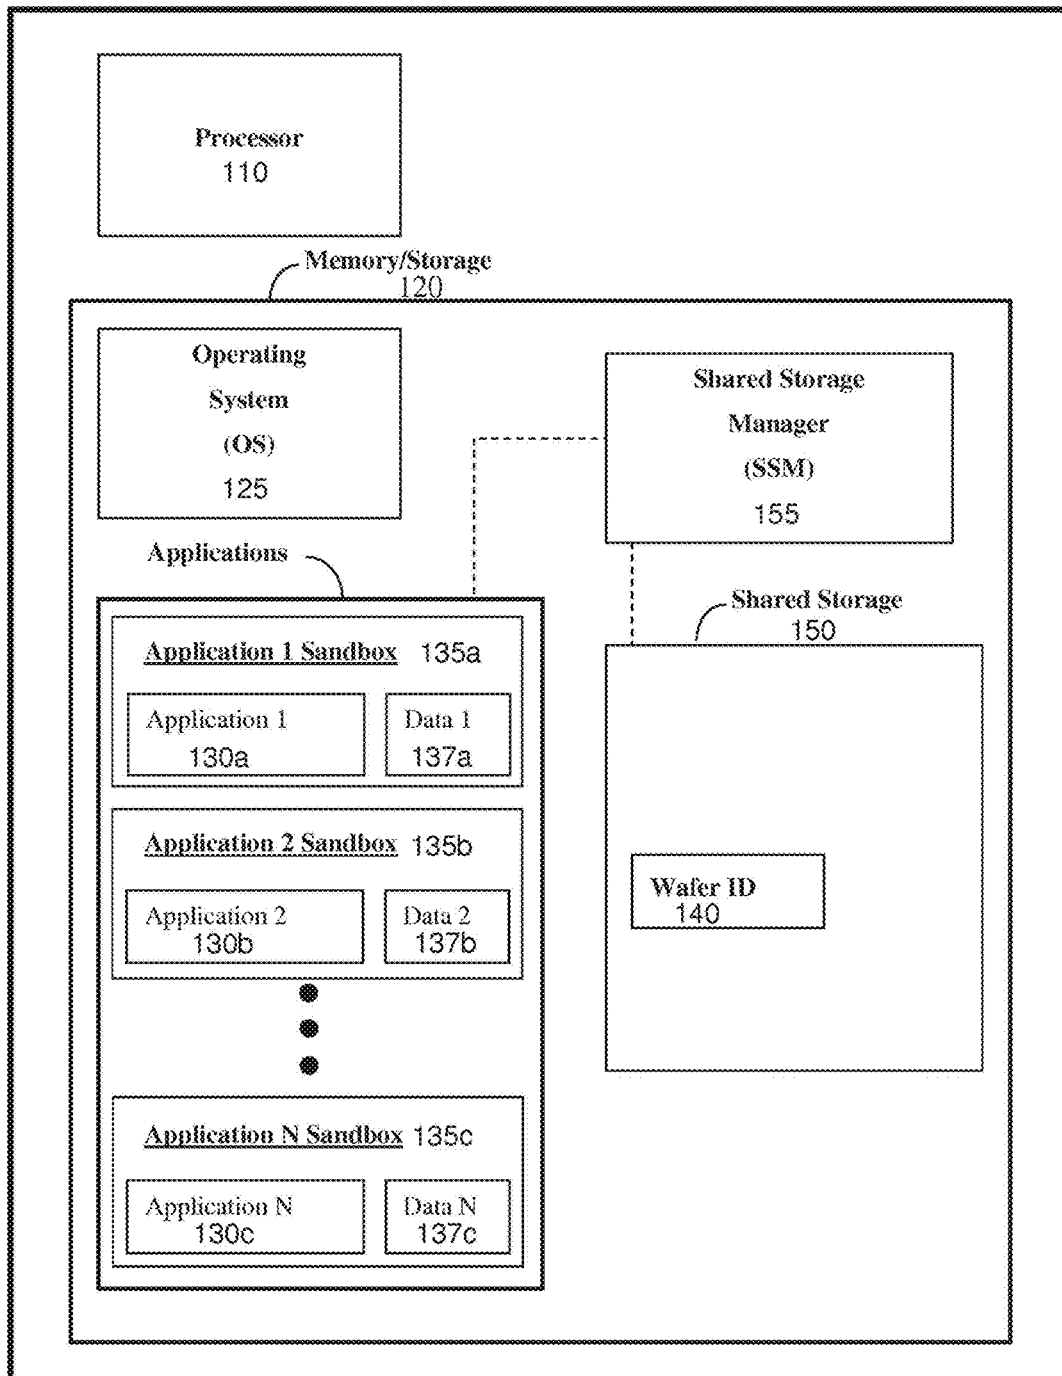 Processor
110
Memory/Storage
120
Operating
System
(OS)
125
Shared Storage
Manager
(SSM)
155
Applications
Shared Storage
150
Application 1 Sandbox 135a
Application 1
130a
Data 1
137a
Application 2 Sandbox 135b
Application 2
130b
Data 2
137b
Wafer ID
140
Application N Sandbox 135c
Application N
130c
Data N
137c